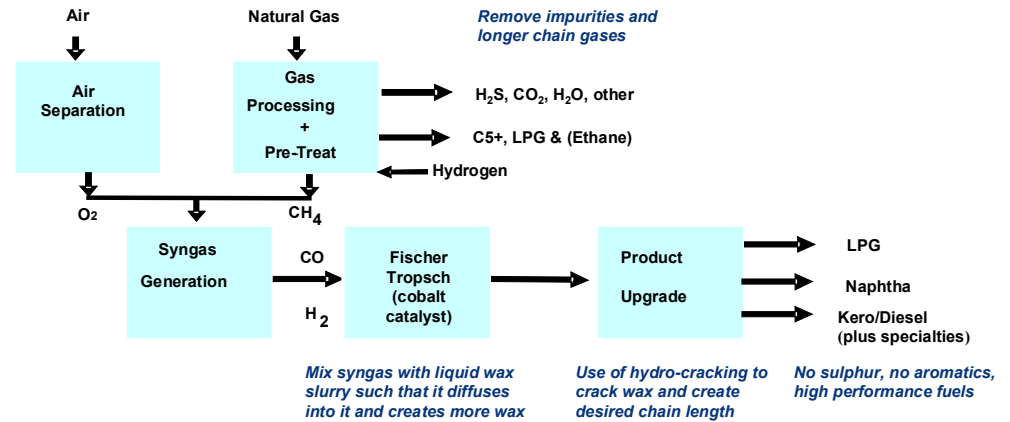 Air
Natural Gas
Remove impurities and
longer chain gases
Air
Separation
Gas
Processing
+
Pre-Treat
H₂S, CO₂, H₂O, other
C5+, LPG & (Ethane)
Hydrogen
O2
CH₄
Syngas
Generation
CO
H₂
Fischer
Tropsch
(cobalt
catalyst)
Product
Upgrade
LPG
Naphtha
Kero/Diesel
(plus specialties)
Mix syngas with liquid wax
slurry such that it diffuses
into it and creates more wax
Use of hydro-cracking to
crack wax and create
desired chain length
No sulphur, no aromatics,
high performance fuels